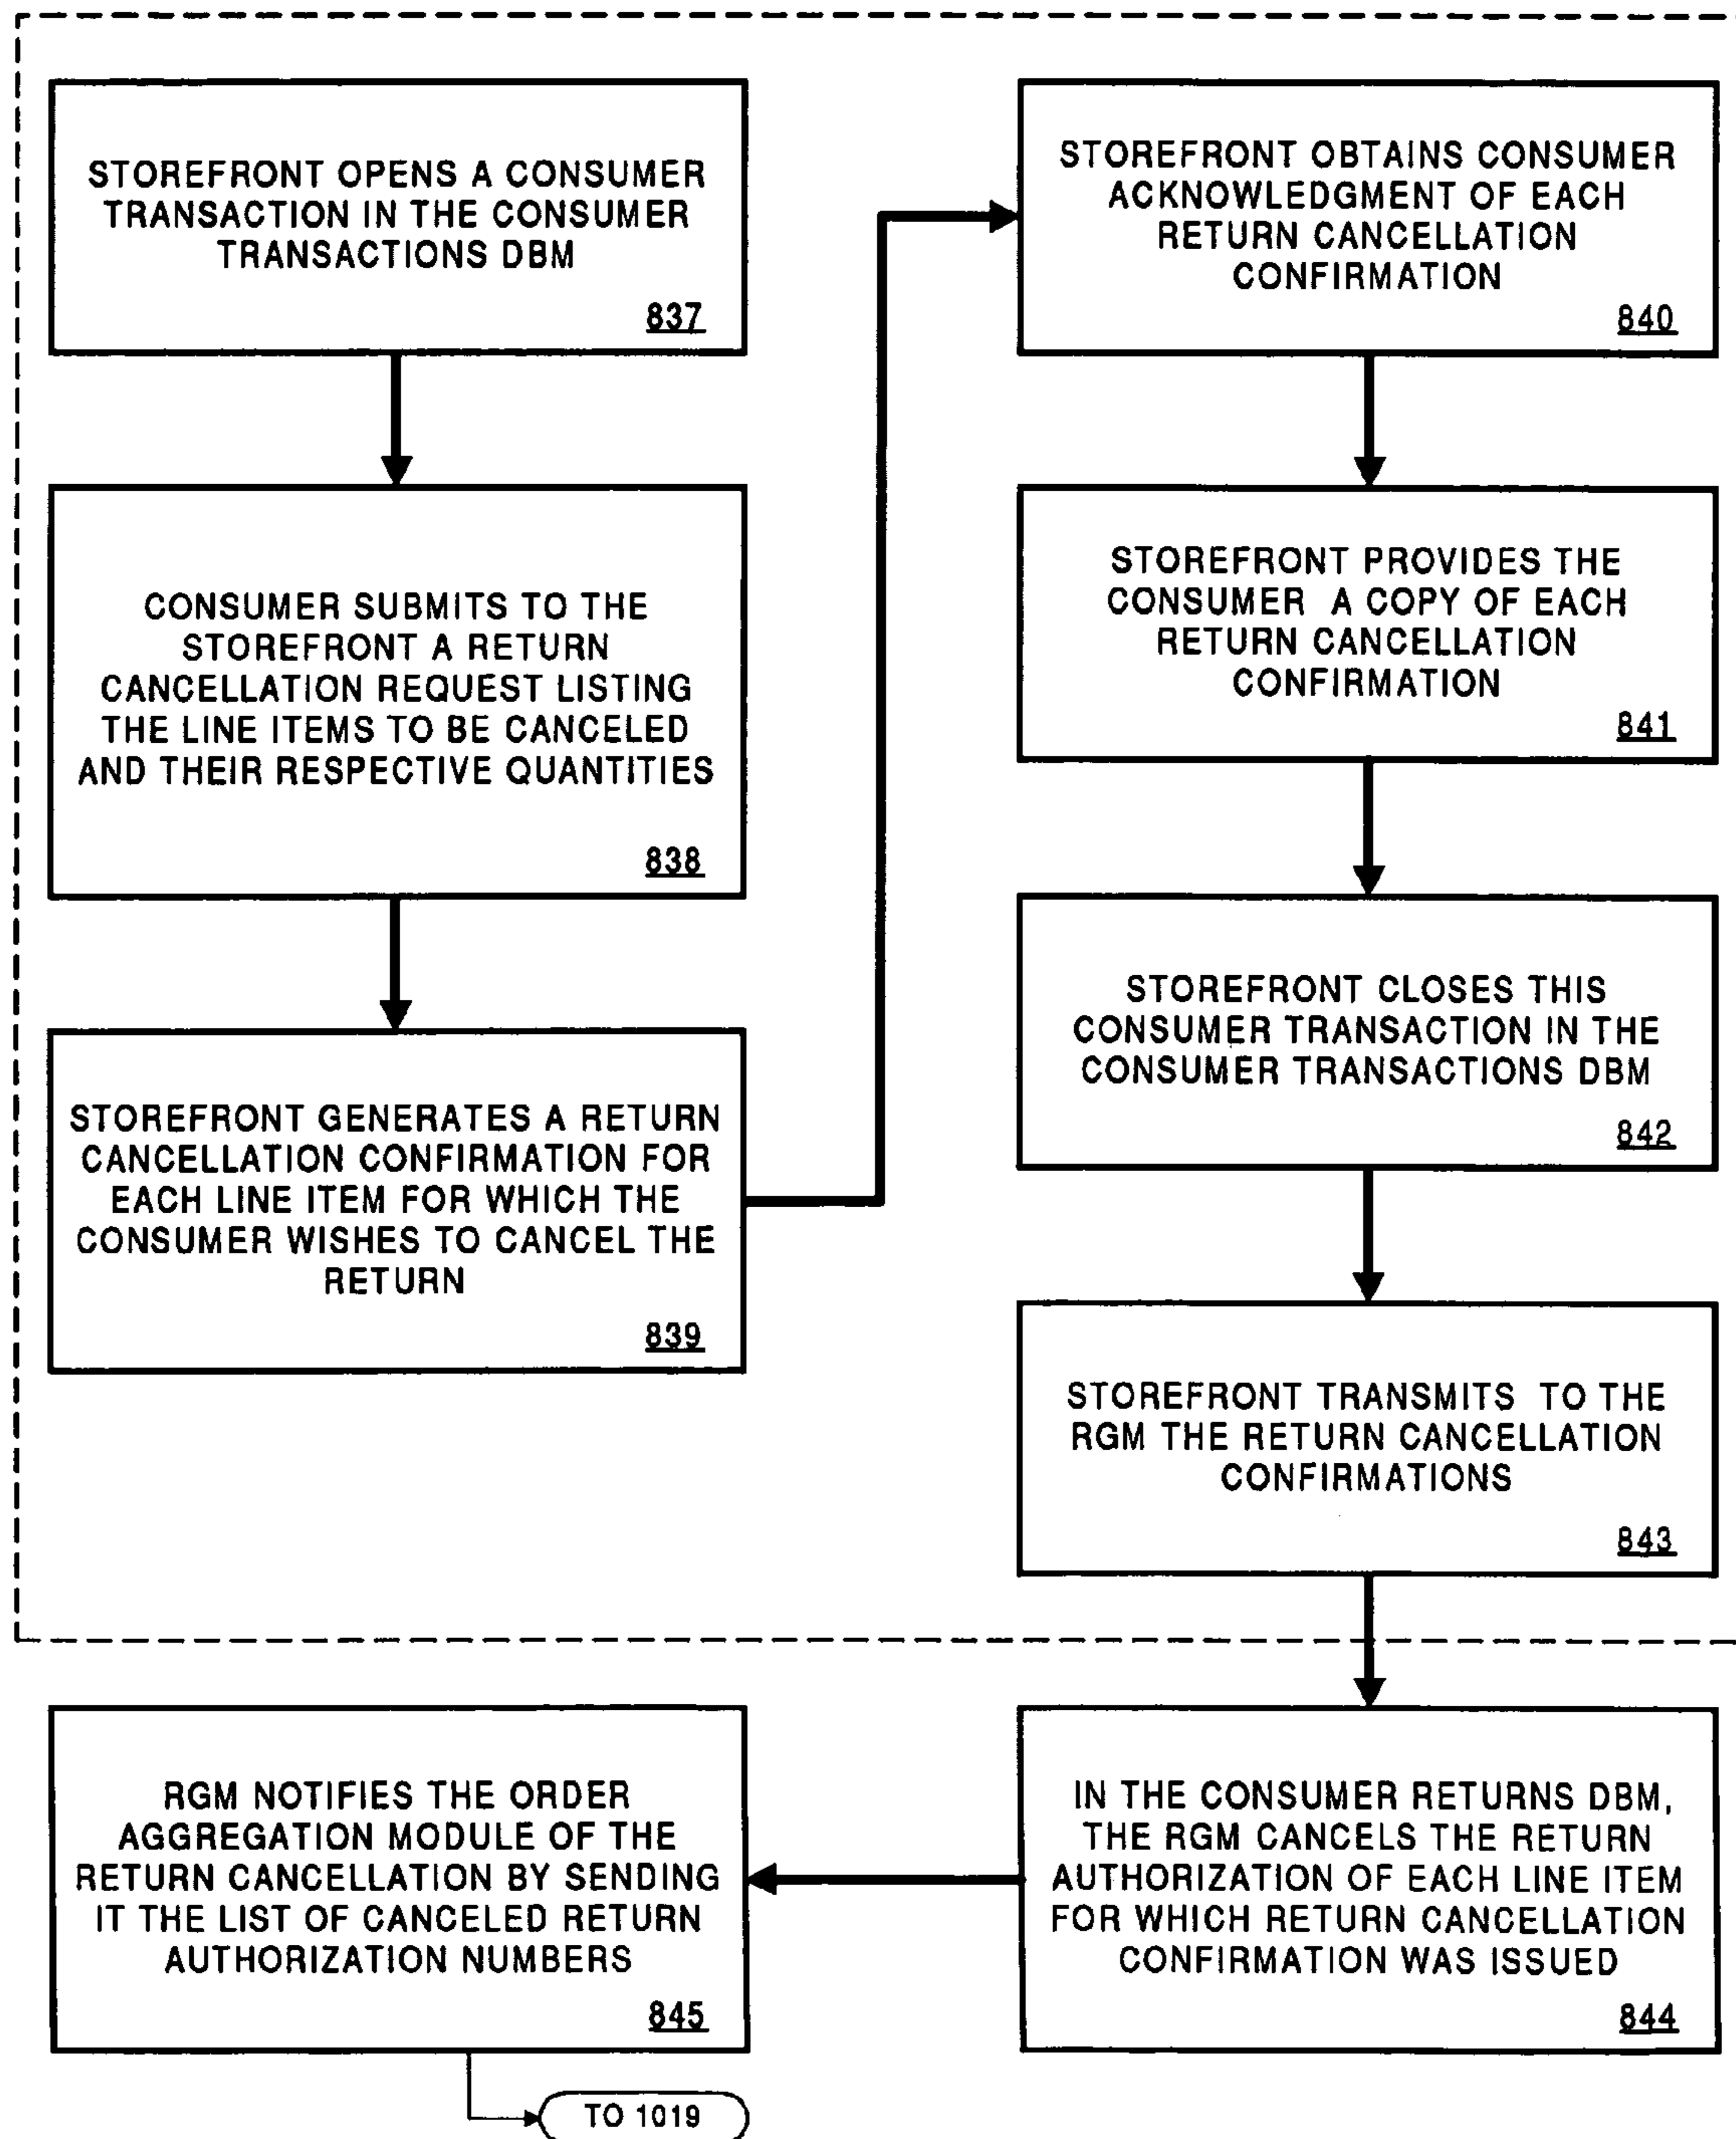 STOREFRONT OPENS A CONSUMER
TRANSACTION IN THE CONSUMER
TRANSACTIONS DBM
837
CONSUMER SUBMITS TO THE
STOREFRONT A RETURN
CANCELLATION REQUEST LISTING
THE LINE ITEMS TO BE CANCELED
AND THEIR RESPECTIVE QUANTITIES
838
STOREFRONT GENERATES A RETURN
CANCELLATION CONFIRMATION FOR
EACH LINE ITEM FOR WHICH THE
CONSUMER WISHES TO CANCEL THE
RETURN
839
STOREFRONT OBTAINS CONSUMER
ACKNOWLEDGMENT OF EACH
RETURN CANCELLATION
CONFIRMATION
840
STOREFRONT PROVIDES THE
CONSUMER A COPY OF EACH
RETURN CANCELLATION
CONFIRMATION
841
STOREFRONT CLOSES THIS
CONSUMER TRANSACTION IN THE
CONSUMER TRANSACTIONS DBM
842
STOREFRONT TRANSMITS TO THE
RGM THE RETURN CANCELLATION
CONFIRMATIONS
843
IN THE CONSUMER RETURNS DBM,
THE RGM CANCELS THE RETURN
AUTHORIZATION OF EACH LINE ITEM
FOR WHICH RETURN CANCELLATION
CONFIRMATION WAS ISSUED
844
RGM NOTIFIES THE ORDER
AGGREGATION MODULE OF THE
RETURN CANCELLATION BY SENDING
IT THE LIST OF CANCELED RETURN
AUTHORIZATION NUMBERS
845
TO 1019